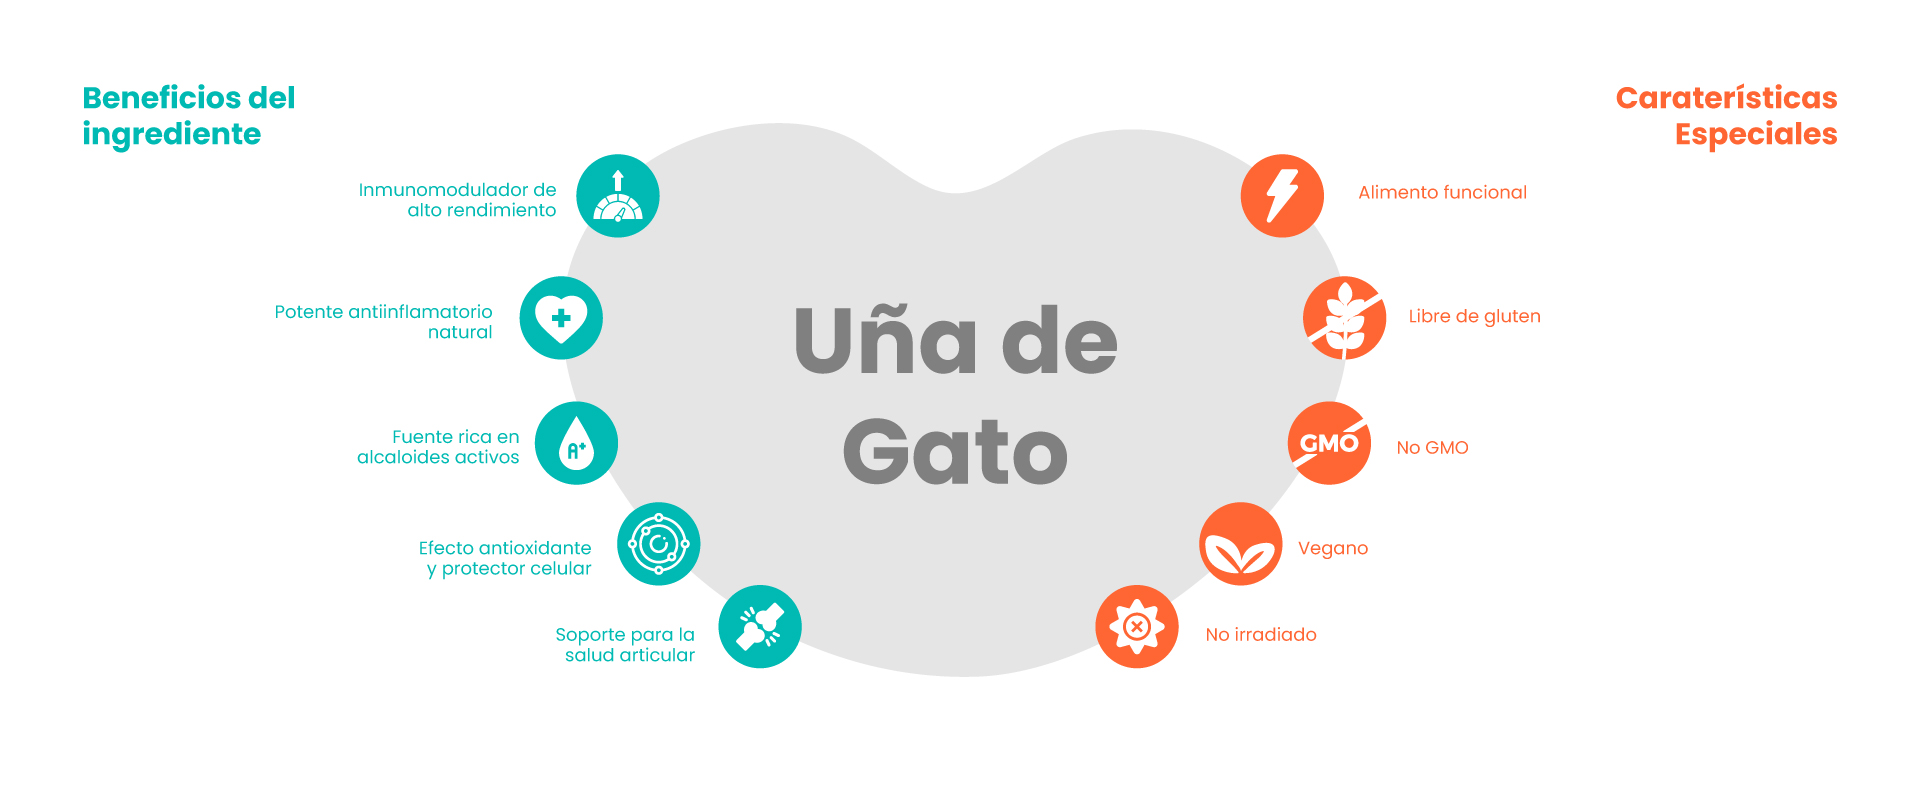 Beneficios del
ingrediente
Inmunomodulador de
alto rendimiento
Potente antiinflamatorio
natural
Fuente rica en
alcaloides activos
A+
Efecto antioxidante
y protector celular
Soporte para la
salud articular
Uña de
Gato
Caraterísticas
Especiales
Alimento funcional
Libre de gluten
GMO
No GMO
Vegano
No irradiado